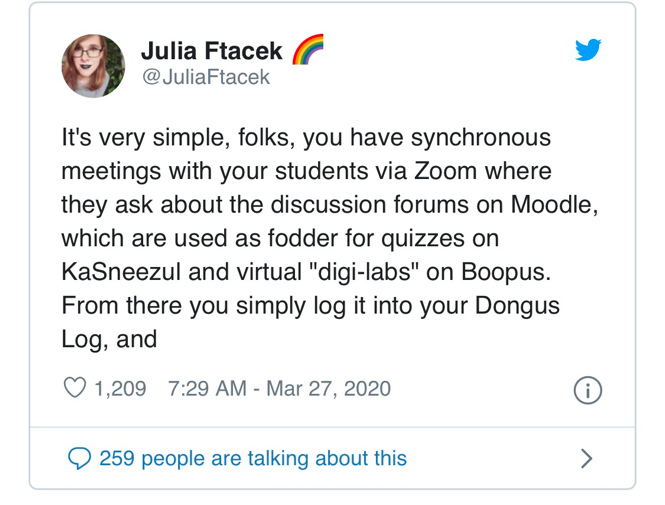 Julia Ftacek 🌈
@JuliaFtacek
It's very simple, folks, you have synchronous
meetings with your students via Zoom where
they ask about the discussion forums on Moodle,
which are used as fodder for quizzes on
KaSneezul and virtual "digi-labs" on Boopus.
From there you simply log it into your Dongus
Log, and
1,209 7:29 AM - Mar 27, 2020
259 people are talking about this